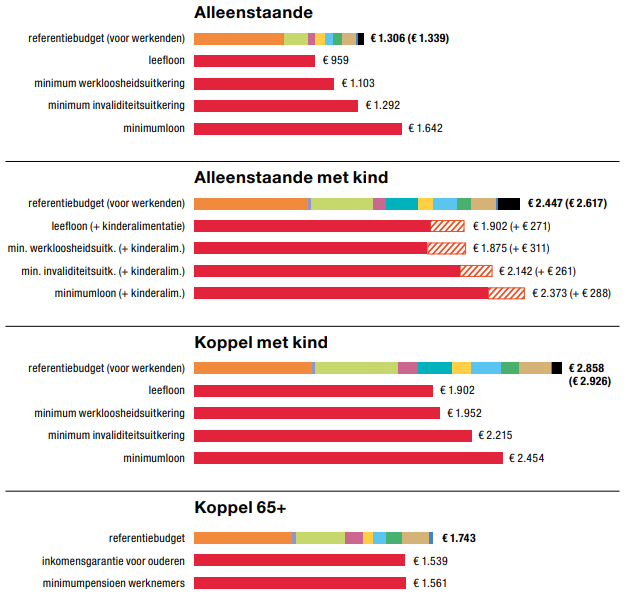 Alleenstaande
referentiebudget (voor werkenden) € 1.306 (€ 1.339)
leefloon € 959
minimum werkloosheidsuitkering € 1.103
minimum invaliditeitsuitkering € 1.292
minimumloon € 1.642
Alleenstaande met kind
referentiebudget (voor werkenden) € 2.447 (€ 2.617)
leefloon (+ kinderalimentatie) € 1.902 (+ € 271)
min. werkloosheidsuitk. (+ kinderalim.) € 1.875 (+ € 311)
min. invaliditeitsuitk. (+ kinderalim.) € 2.142 (+ € 261)
minimumloon (+ kinderalim.) € 2.373 (+ € 288)
Koppel met kind
referentiebudget (voor werkenden) € 2.858
(€ 2.926)
leefloon € 1.902
minimum werkloosheidsuitkering € 1.952
minimum invaliditeitsuitkering € 2.215
minimumloon € 2.454
Koppel 65+
referentiebudget € 1.743
inkomensgarantie voor ouderen € 1.539
minimumpensioen werknemers € 1.561